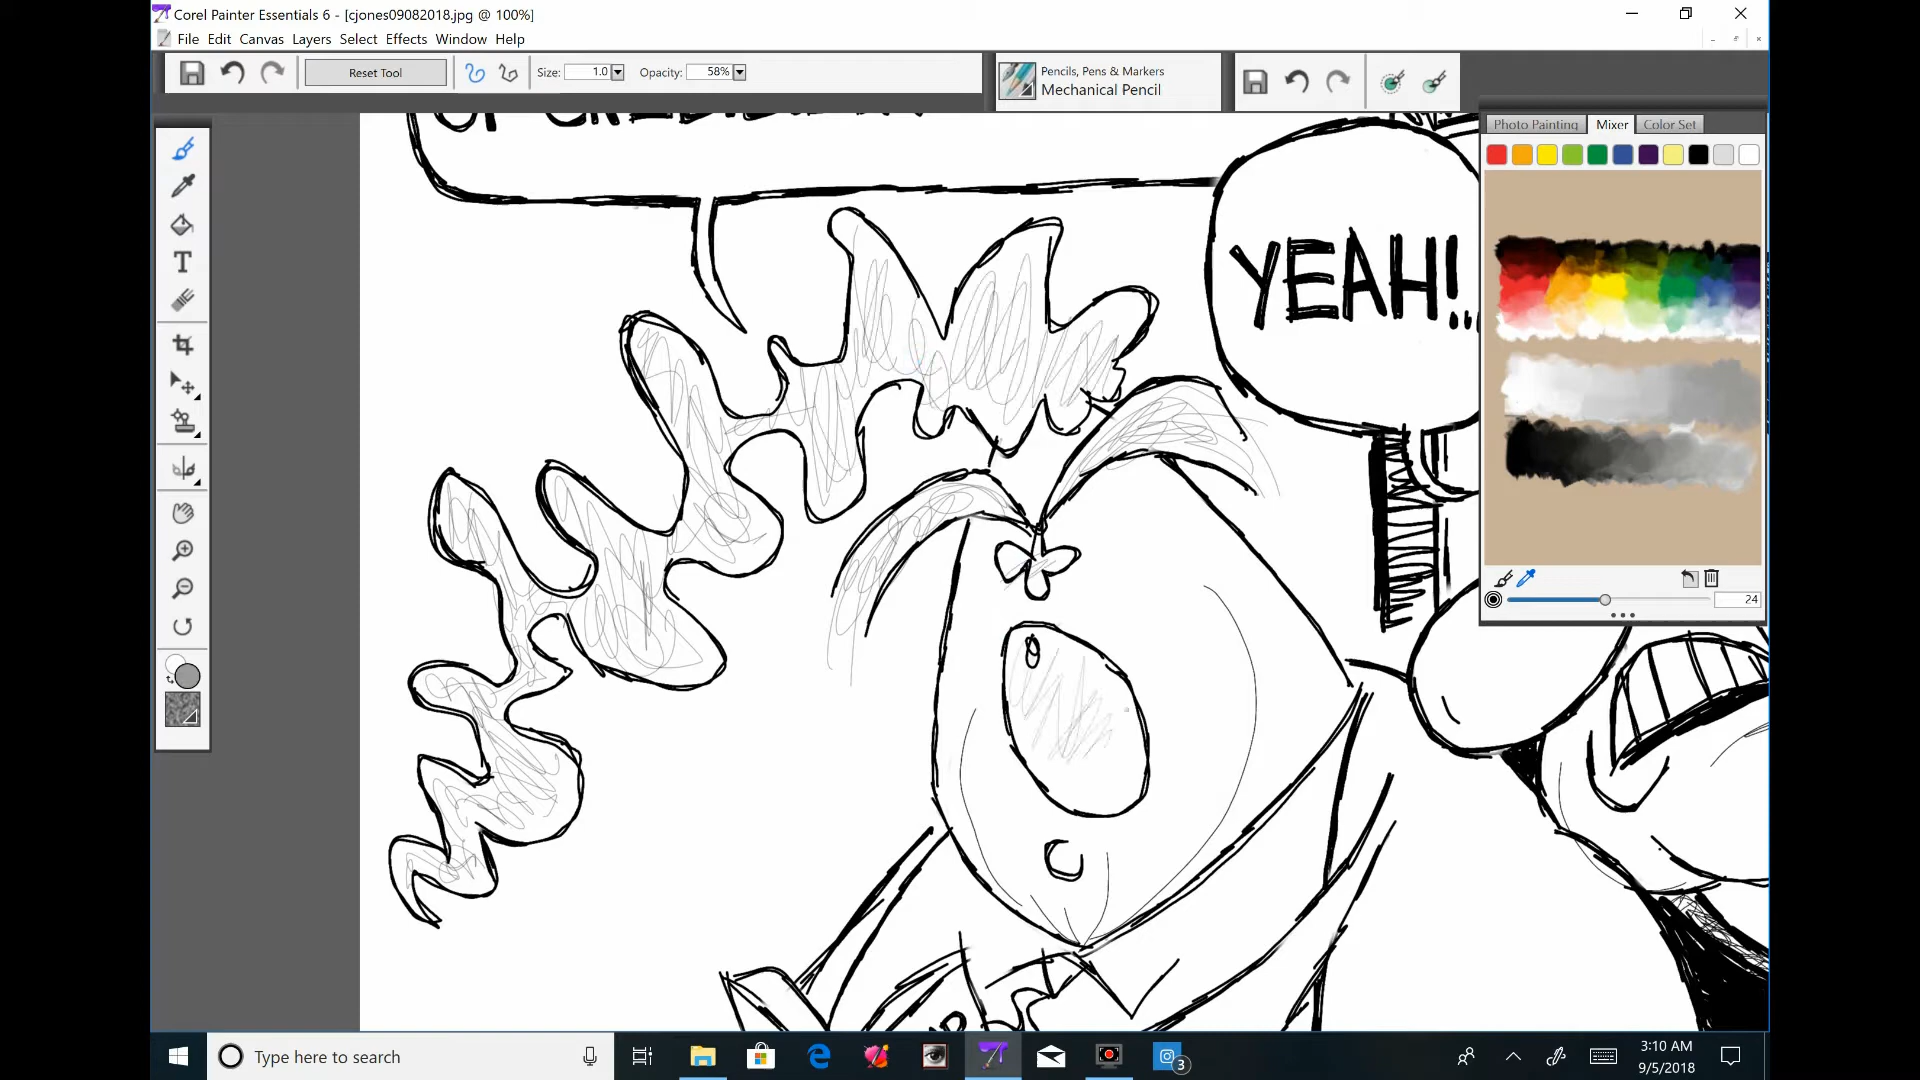 Corel Painter Essentials 6 - [cjones09082018.jpg @ 100%]
File Edit Canvas Layers Select Effects Window Help
Reset Tool
Size: 1.0
Opacity: 58%
Pencils, Pens & Markers
Mechanical Pencil
Photo Painting Mixer Color Set
YEAH!..
24
Type here to search
3
3:10 AM
9/5/2018